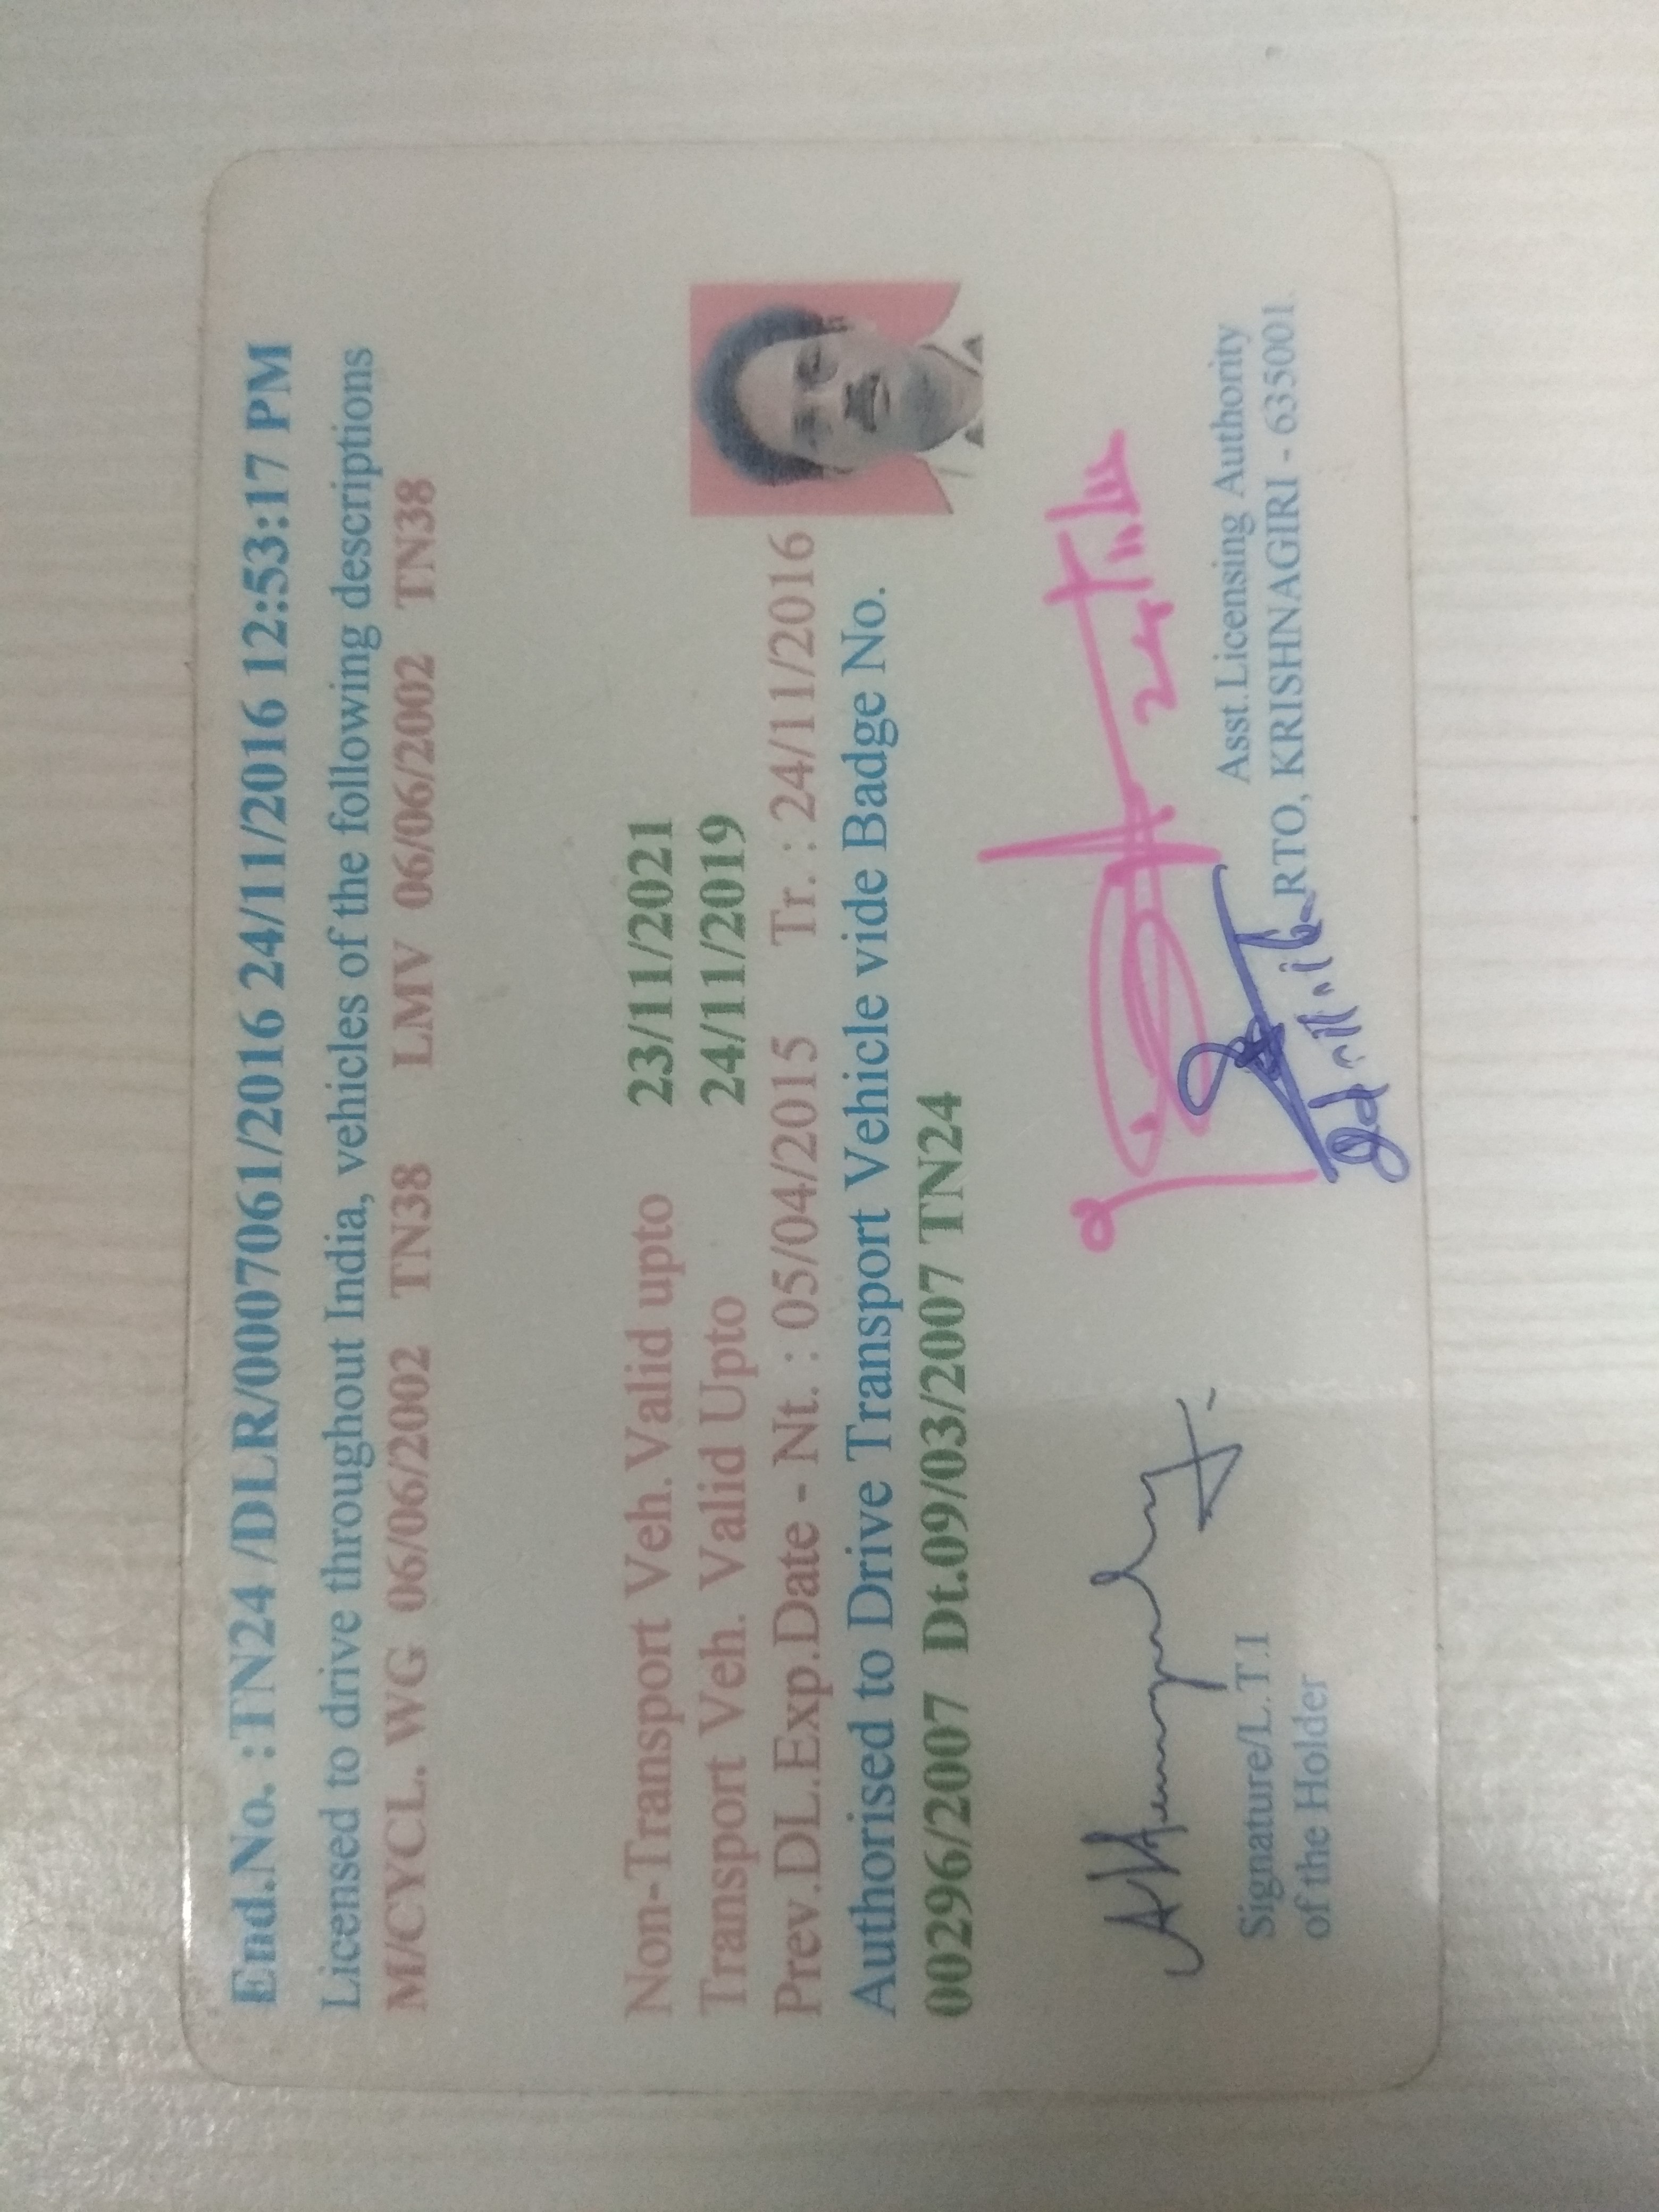 End.No. :TN24 /DLR/0007061/2016 24/11/2016 12:53:17 PM
Licensed to drive throughout India, vehicles of the following descriptions
M/CYCL. WG 06/06/2002 TN38 LMV 06/06/2002 TN38
Non-Transport Veh.Valid upto 23/11/2021
Transport Veh. Valid Upto 24/11/2019
Prev.DL.Exp.Date - Nt. : 05/04/2015 Tr. : 24/11/2016
Authorised to Drive Transport Vehicle vide Badge No.
00296/2007 Dt.09/03/2007 TN24
Signature/L.T.I
of the Holder
Asst.Licensing Authority
RTO, KRISHNAGIRI - 635001